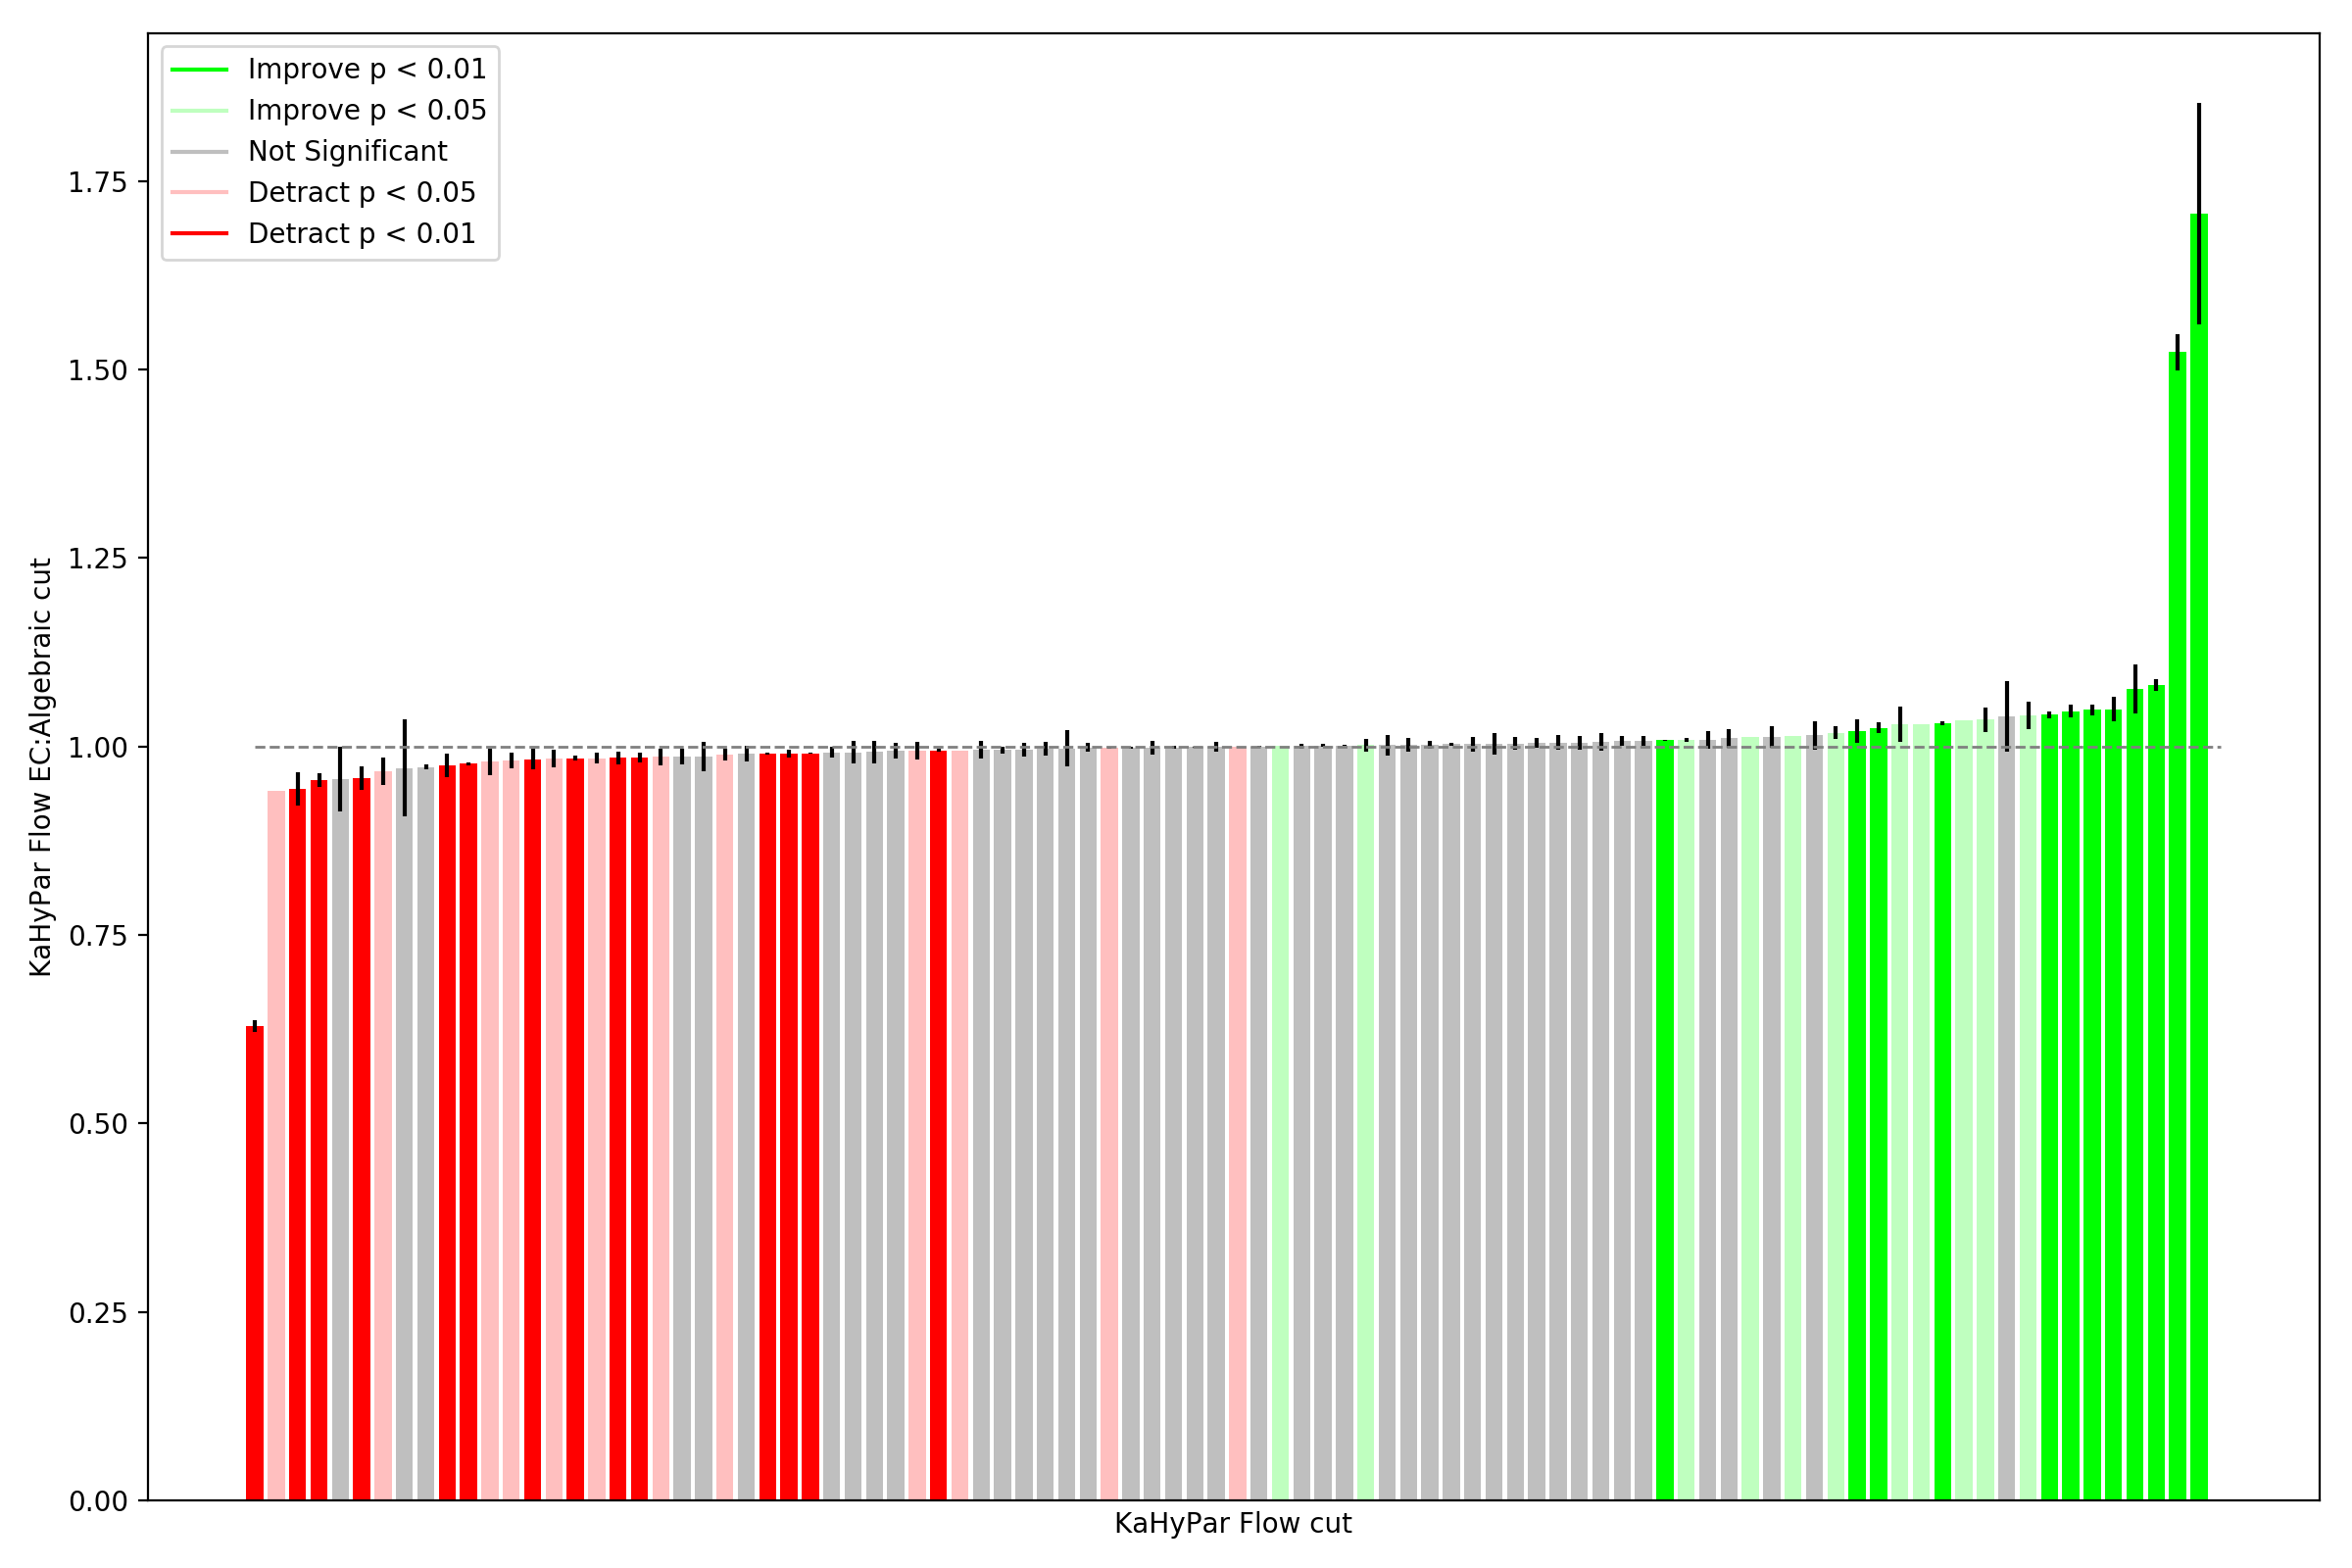 Improve p < 0.01
Improve p < 0.05
Not Significant
Detract p < 0.05
Detract p < 0.01
1.75
1.50
1.25
1.00
0.75
0.50
0.25
0.00
KaHyPar Flow EC:Algebraic cut
KaHyPar Flow cut